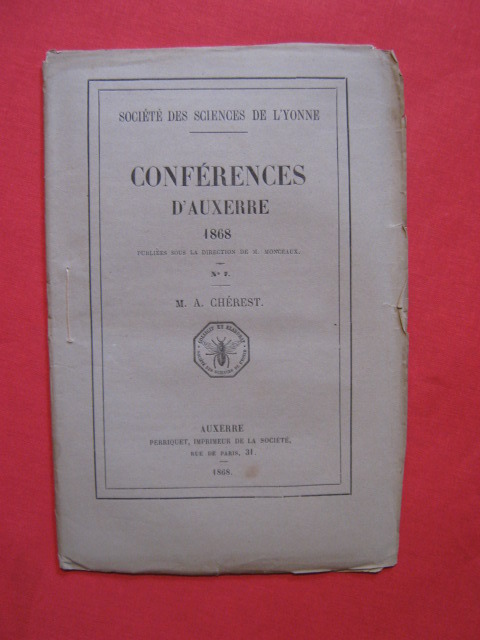 SOCIÉTÉ DES SCIENCES DE L'YONNE
CONFÉRENCES
D'AUXERRE
1868
PUBLIÉES SOUS LA DIRECTION DE M. MONCEAUX.
M. A. CHÉREST.
AUXERRE
PERRIQUET, IMPRIMEUR DE LA SOCIÉTÉ,
RUE DE PARIS, 31
1868.